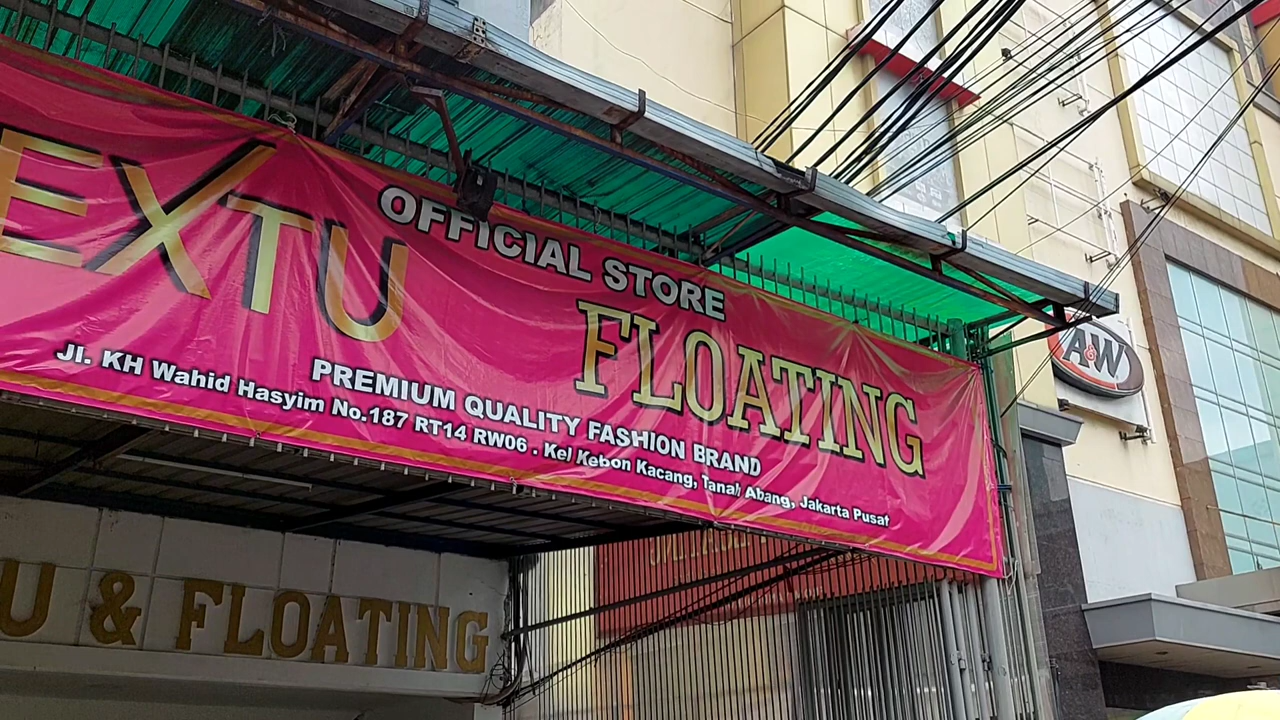 EXTU
OFFICIAL STORE
FLOATING
PREMIUM QUALITY FASHION BRAND
Jl. KH Wahid Hasyim No.187 RT14 RW06 . Kel Kebon Kacang, Tanah Abang, Jakarta Pusat
A&W
U & FLOATING